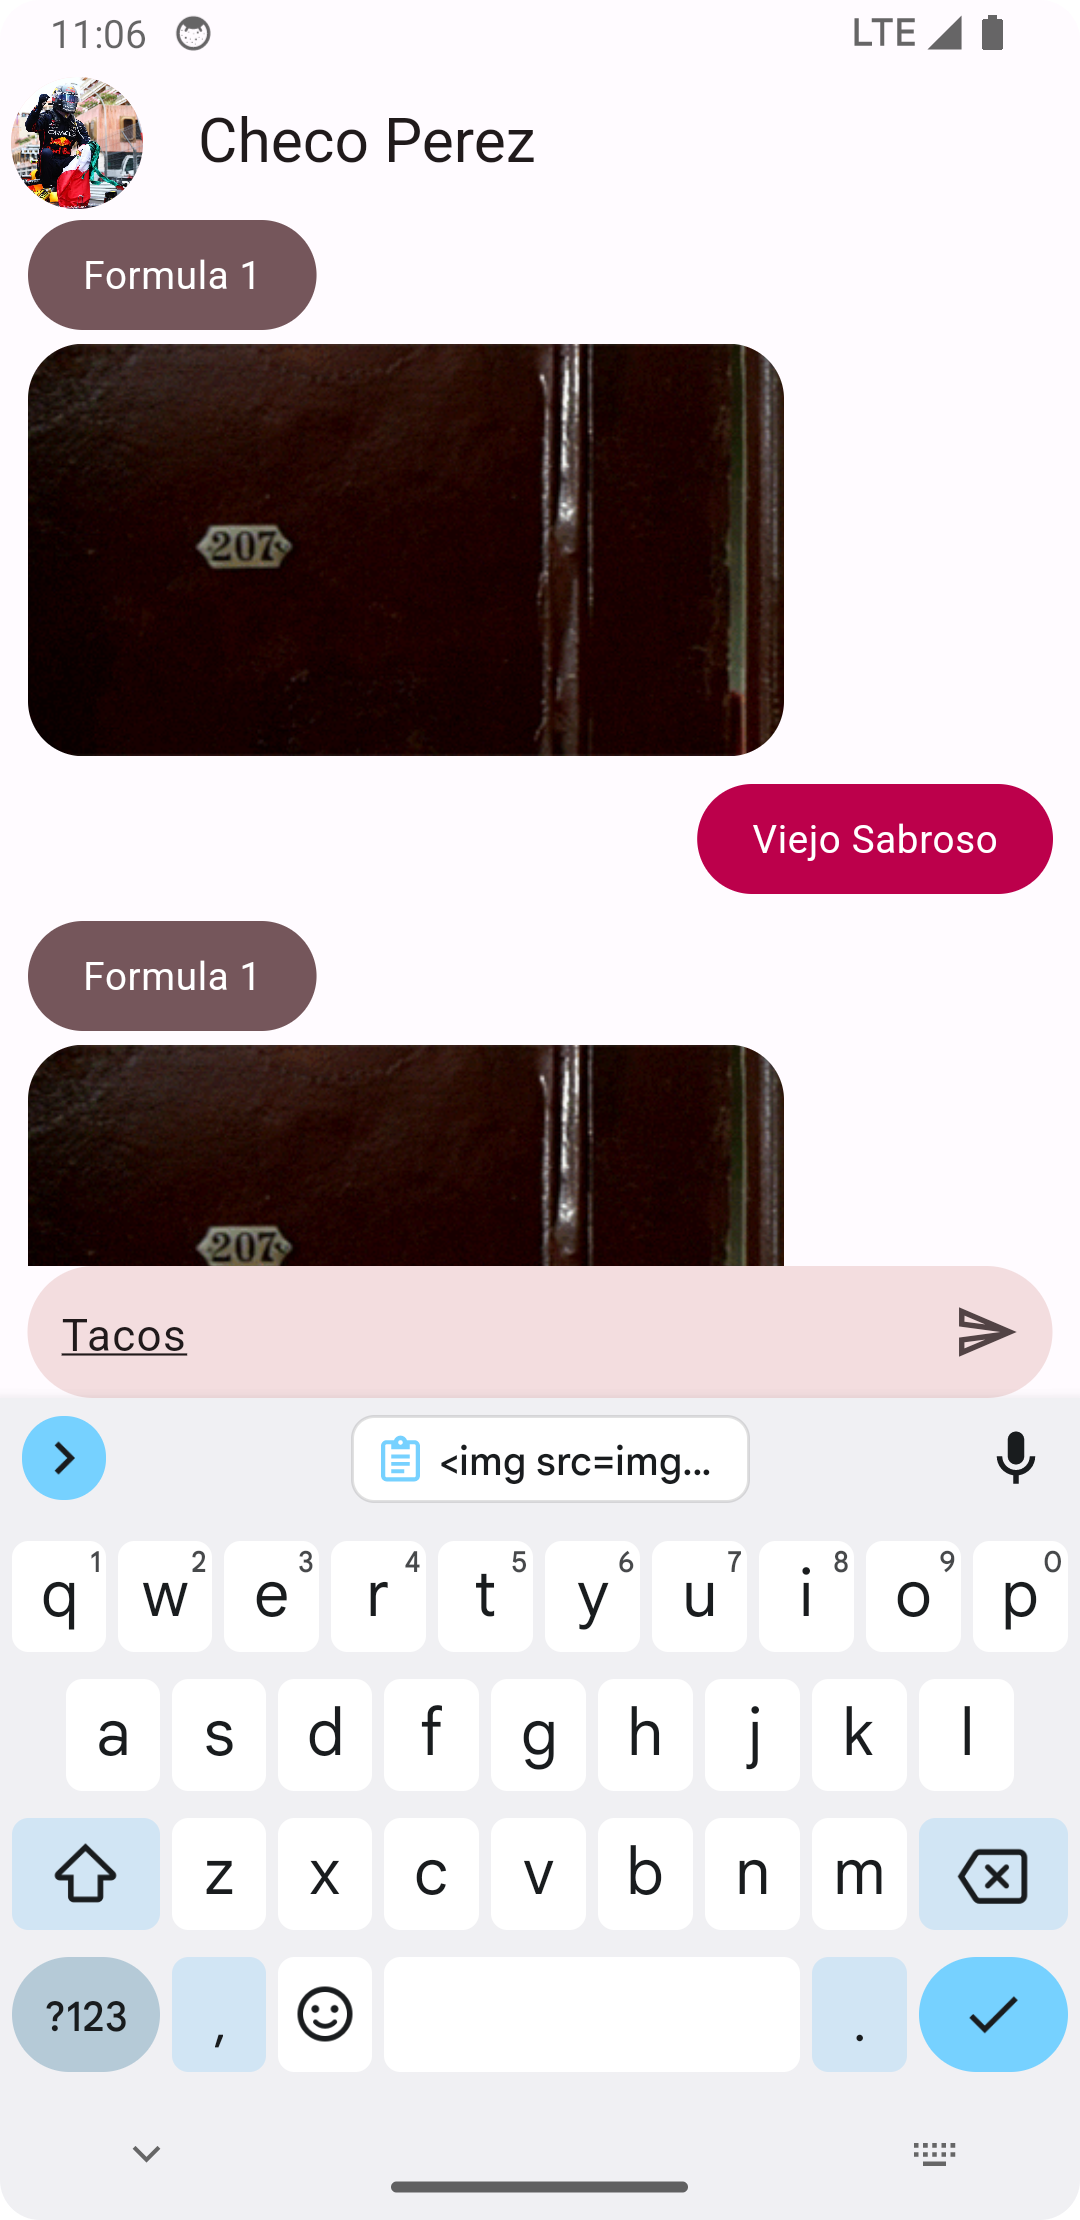 11:06
LTE
Checo Perez
Formula 1
207
Viejo Sabroso
Formula 1
207
Tacos
<img src=img...
q 1 w 2 e 3 r 4 t 5 y 6 u 7 i 8 o 9 p 0
a s d f g h j k l
z x c v b n m
?123 , .